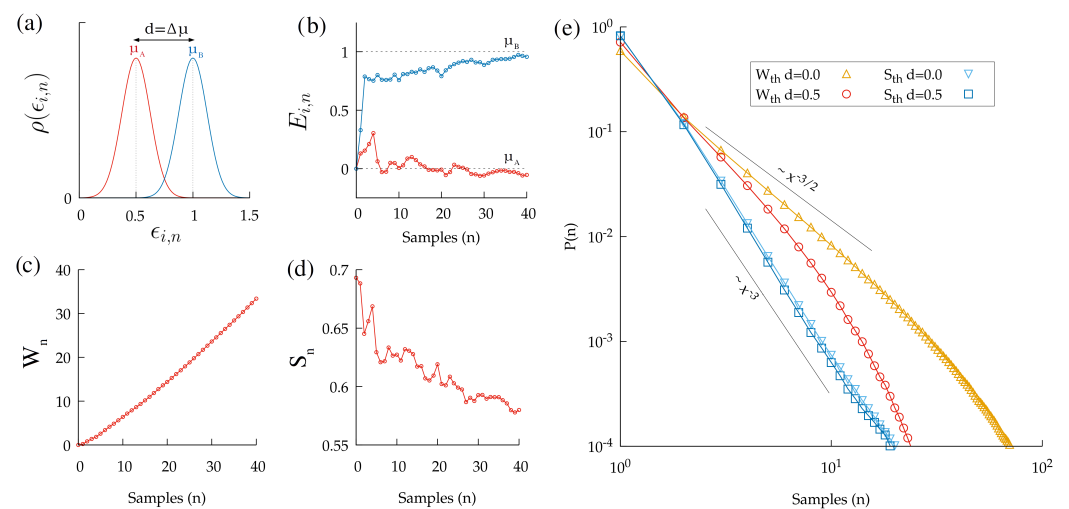 (a)
d=Δμ
μA
μB
ρ(ϵi,n)
0
0
0.5
1
1.5
ϵi,n
(b)
μB
μA
Ei,n
1
0.5
0
0
10
20
30
40
Samples (n)
(c)
Wn
40
30
20
10
0
0
10
20
30
40
Samples (n)
(d)
Sn
0.7
0.65
0.6
0.55
0
10
20
30
40
Samples (n)
(e)
Wth d=0.0
Sth d=0.0
Wth d=0.5
Sth d=0.5
~ x-3/2
~ x-3
P(n)
10^0
10^-1
10^-2
10^-3
10^-4
10^0
10^1
10^2
Samples (n)